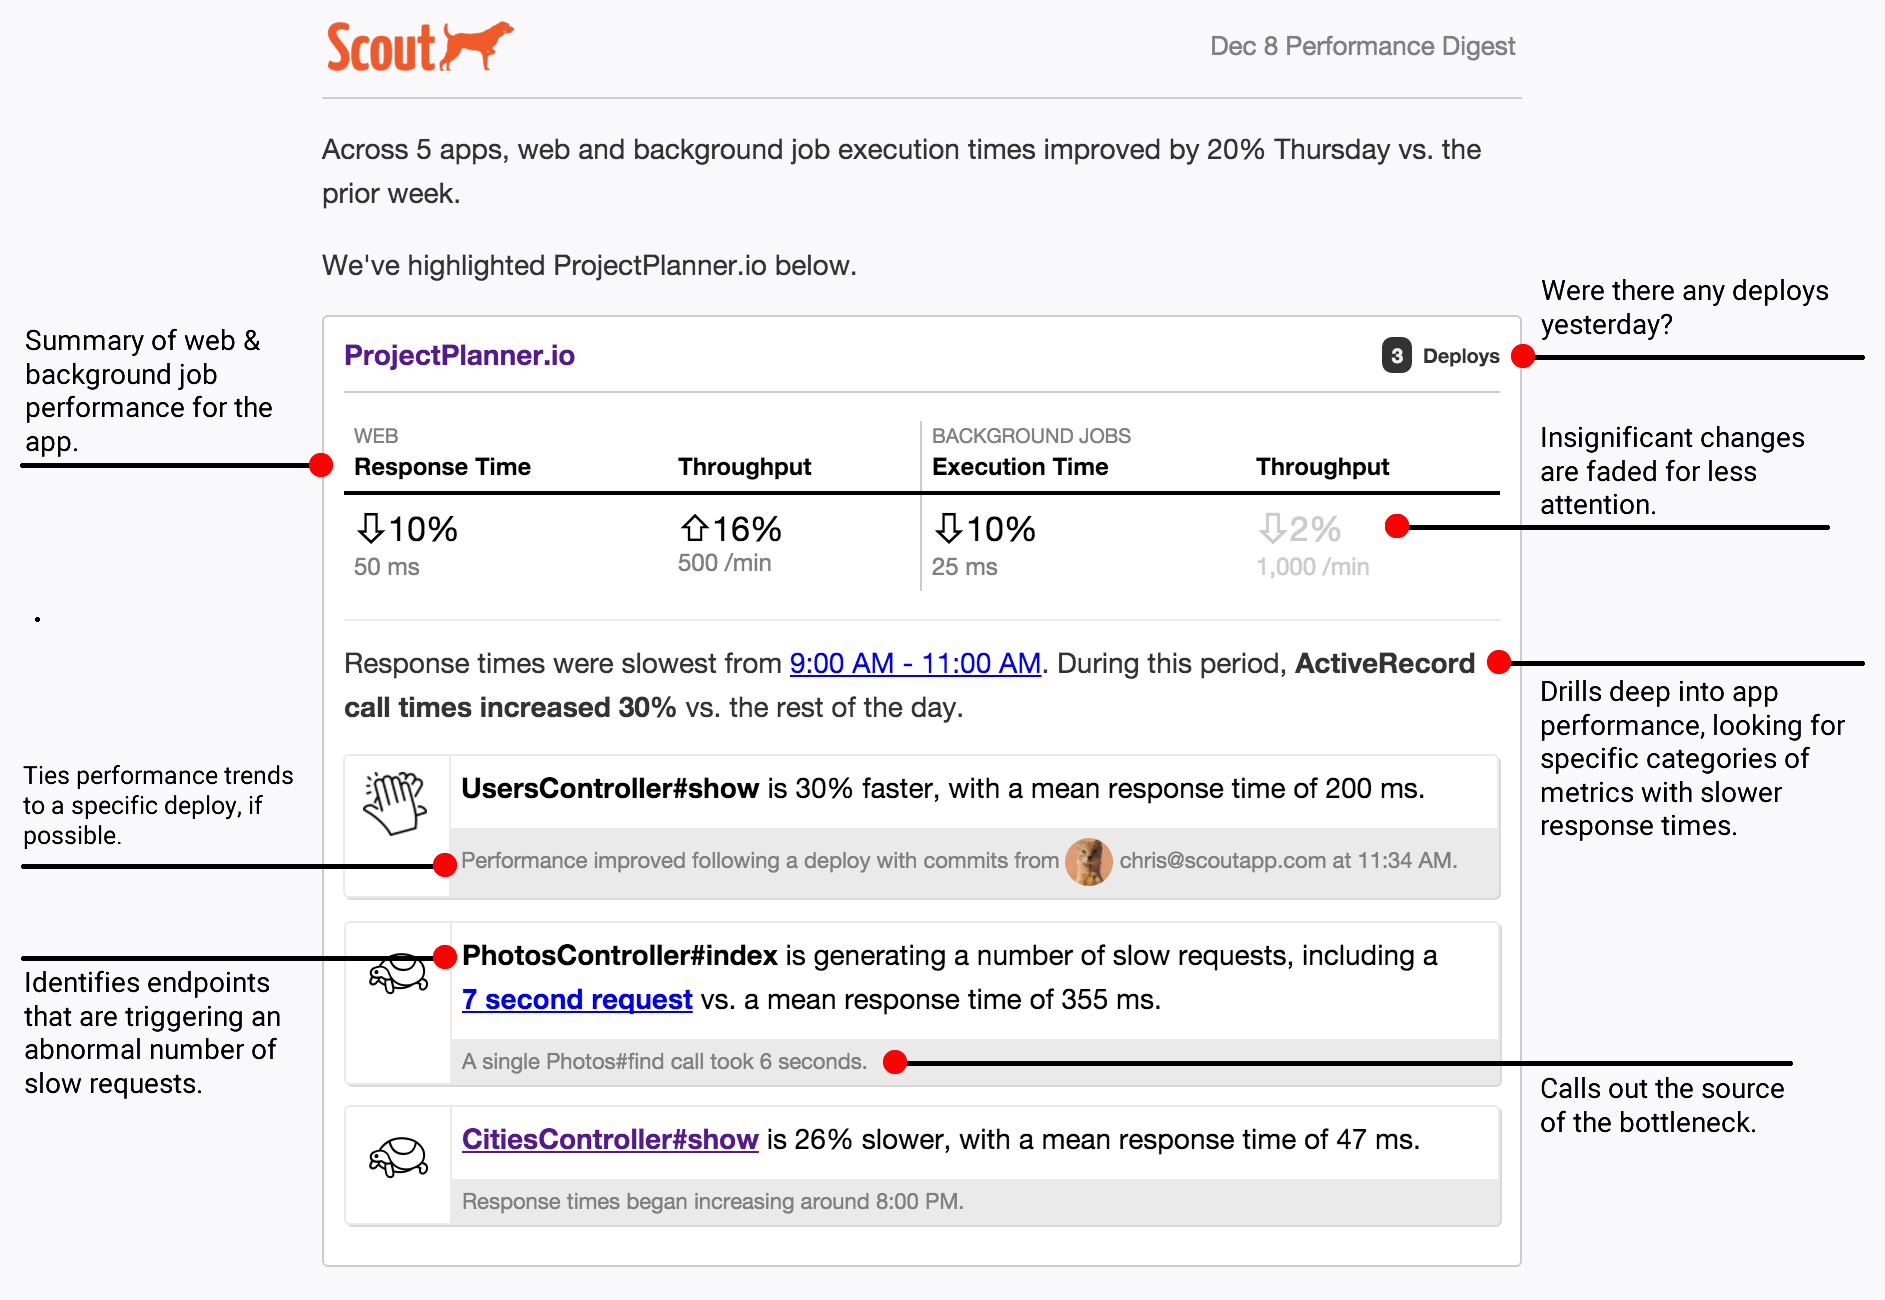 Scout
Dec 8 Performance Digest
Across 5 apps, web and background job execution times improved by 20% Thursday vs. the
prior week.
We've highlighted ProjectPlanner.io below.
Were there any deploys
yesterday?
Summary of web &
background job
performance for the
app.
ProjectPlanner.io
3 Deploys
WEB
Response Time
Throughput
BACKGROUND JOBS
Execution Time
Throughput
Insignificant changes
are faded for less
attention.
10%
50 ms
16%
500 /min
10%
25 ms
2%
1,000 /min
Response times were slowest from 9:00 AM - 11:00 AM. During this period, ActiveRecord
call times increased 30% vs. the rest of the day.
Drills deep into app
performance, looking for
specific categories of
metrics with slower
response times.
Ties performance trends
to a specific deploy, if
possible.
UsersController#show is 30% faster, with a mean response time of 200 ms.
Performance improved following a deploy with commits from chris@scoutapp.com at 11:34 AM.
Identifies endpoints
that are triggering an
abnormal number of
slow requests.
PhotosController#index is generating a number of slow requests, including a
7 second request vs. a mean response time of 355 ms.
A single Photos#find call took 6 seconds.
Calls out the source
of the bottleneck.
CitiesController#show is 26% slower, with a mean response time of 47 ms.
Response times began increasing around 8:00 PM.